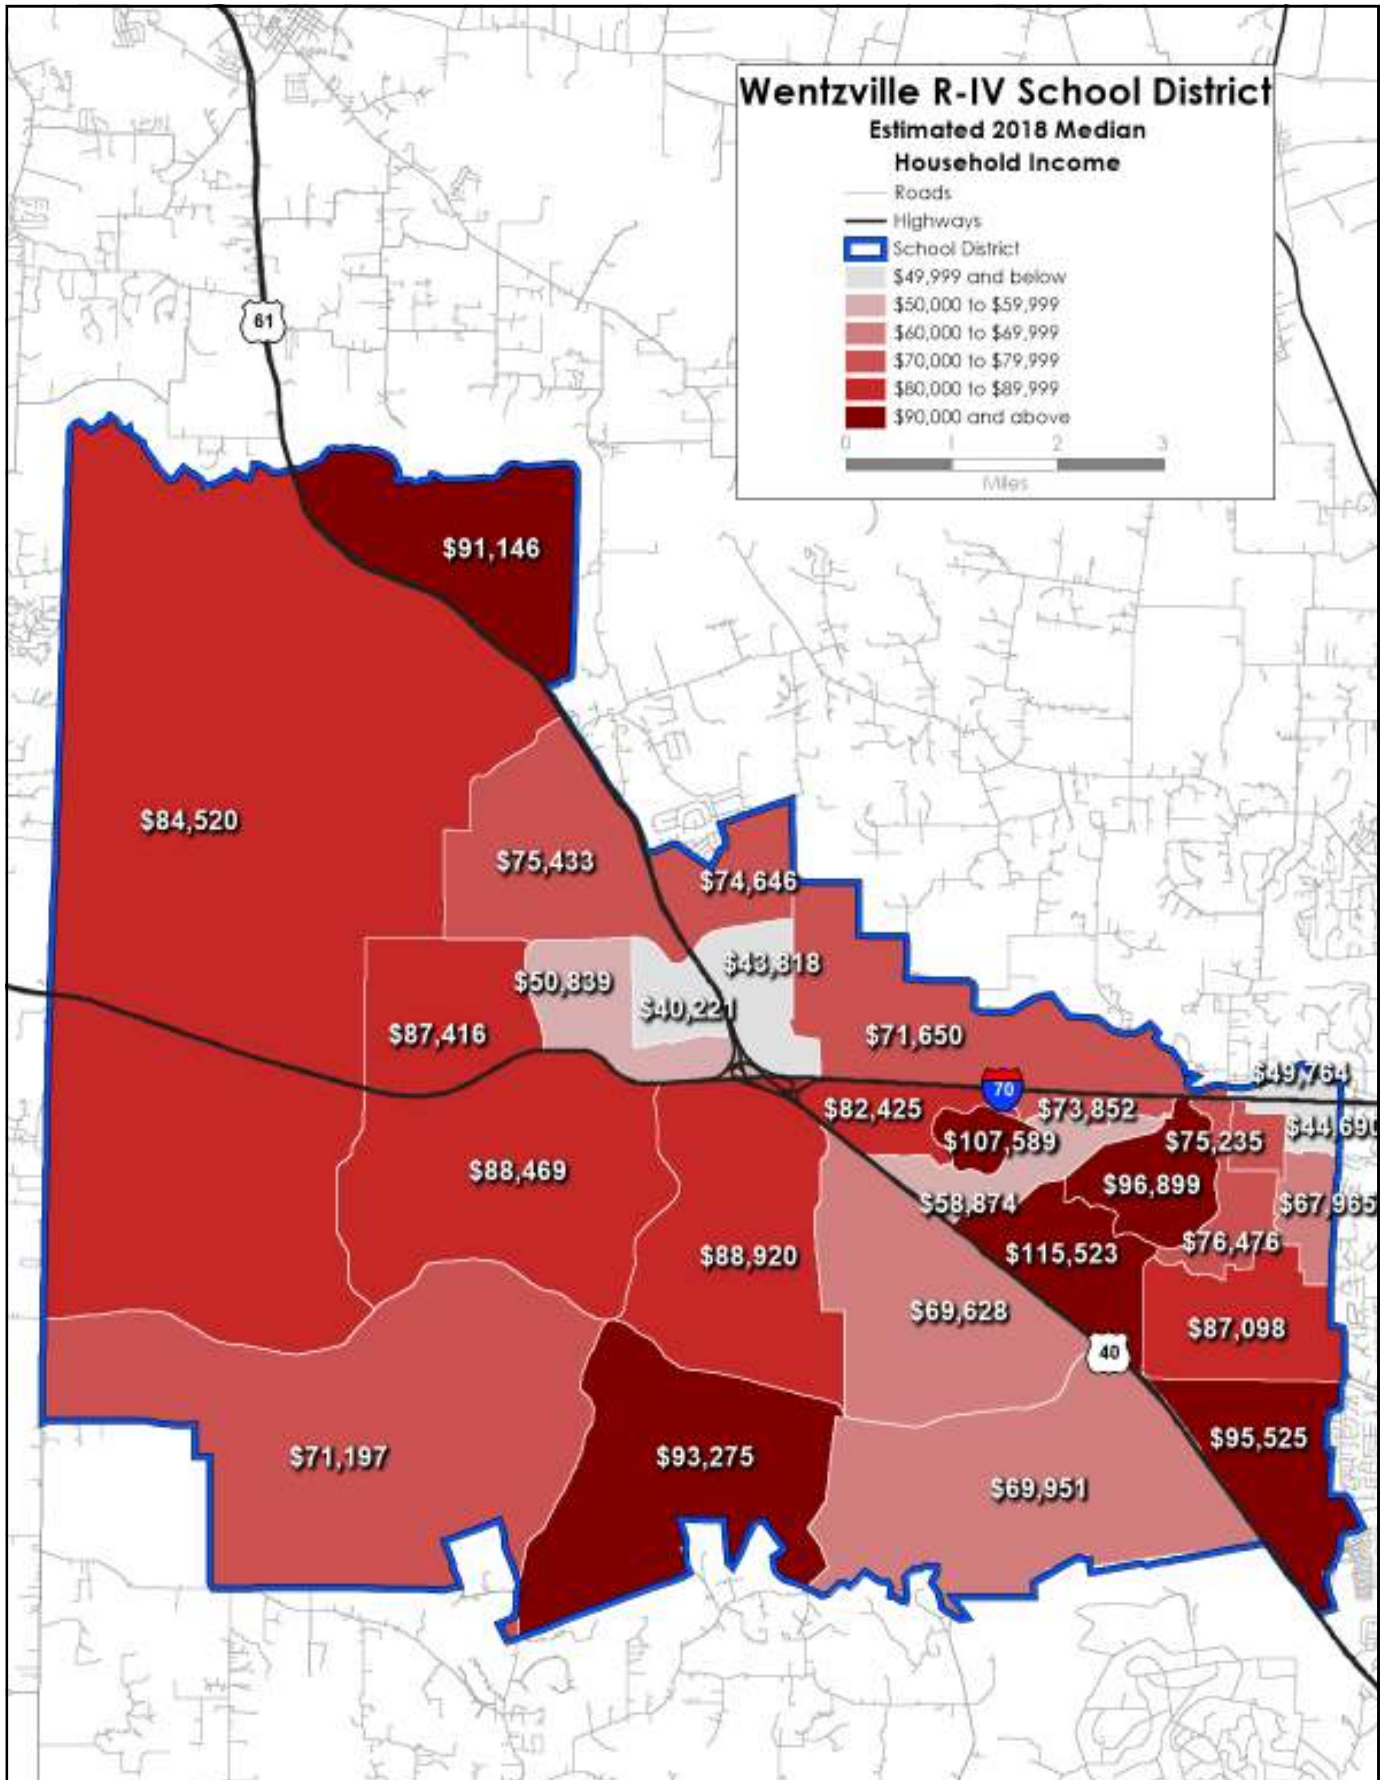 Wentzville R-IV School District
Estimated 2018 Median
Household Income
Roads
Highways
School District
$49,999 and below
$50,000 to $59,999
$60,000 to $69,999
$70,000 to $79,999
$80,000 to $89,999
$90,000 and above
0 1 2 3
Miles
61
$91,146
$84,520
$75,433
$74,646
$50,839
$43,818
$40,221
$87,416
$71,650
$49,764
70
$82,425
$73,852
$44,690
$107,589
$75,235
$88,469
$96,899
$58,874
$67,965
$76,476
$88,920
$115,523
$69,628
$87,098
40
$71,197
$93,275
$95,525
$69,951